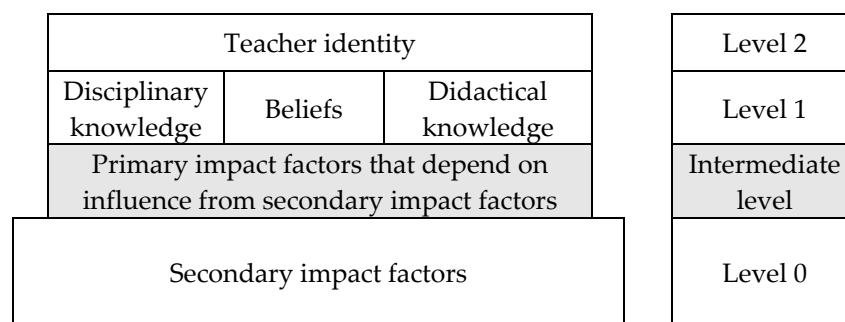 Teacher identity
Level 2
Disciplinary
knowledge
Beliefs
Didactical
knowledge
Level 1
Primary impact factors that depend on
influence from secondary impact factors
Intermediate
level
Secondary impact factors
Level 0